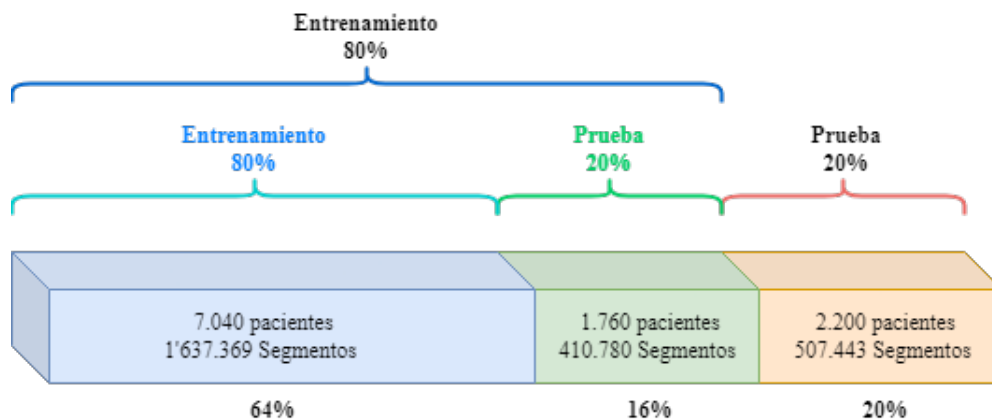 Entrenamiento
80%
Entrenamiento
80%
Prueba
20%
Prueba
20%
7.040 pacientes
1'637.369 Segmentos
1.760 pacientes
410.780 Segmentos
2.200 pacientes
507.443 Segmentos
64%
16%
20%